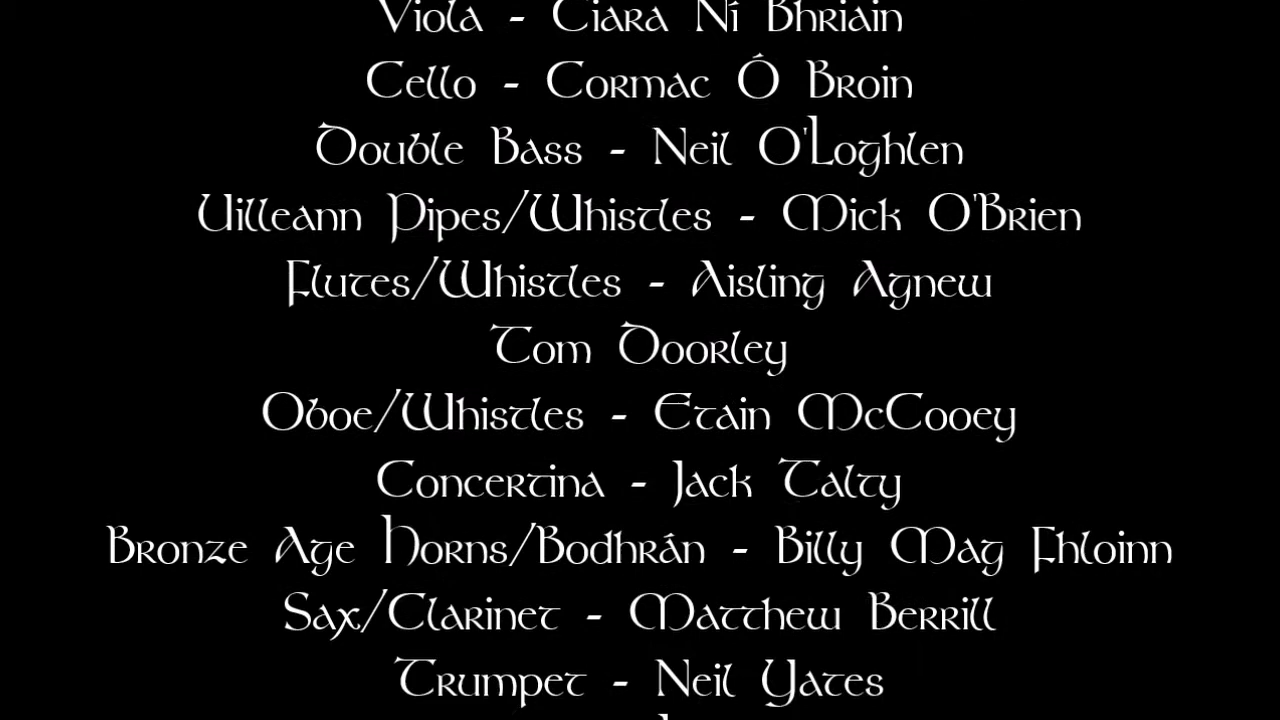 Viola - Ciara Ní Bhriain
Cello - Cormac Ó Broin
Double Bass - Neil O'Loghlen
Uilleann Pipes/Whistles - Mick O'Brien
Flutes/Whistles - Aisling Agnew
Tom Doorley
Oboe/Whistles - Etain McCooey
Concertina - Jack Talty
Bronze Age Horns/Bodhrán - Billy Mag Fhloinn
Sax/Clarinet - Matthew Berrill
Trumpet - Neil Yates